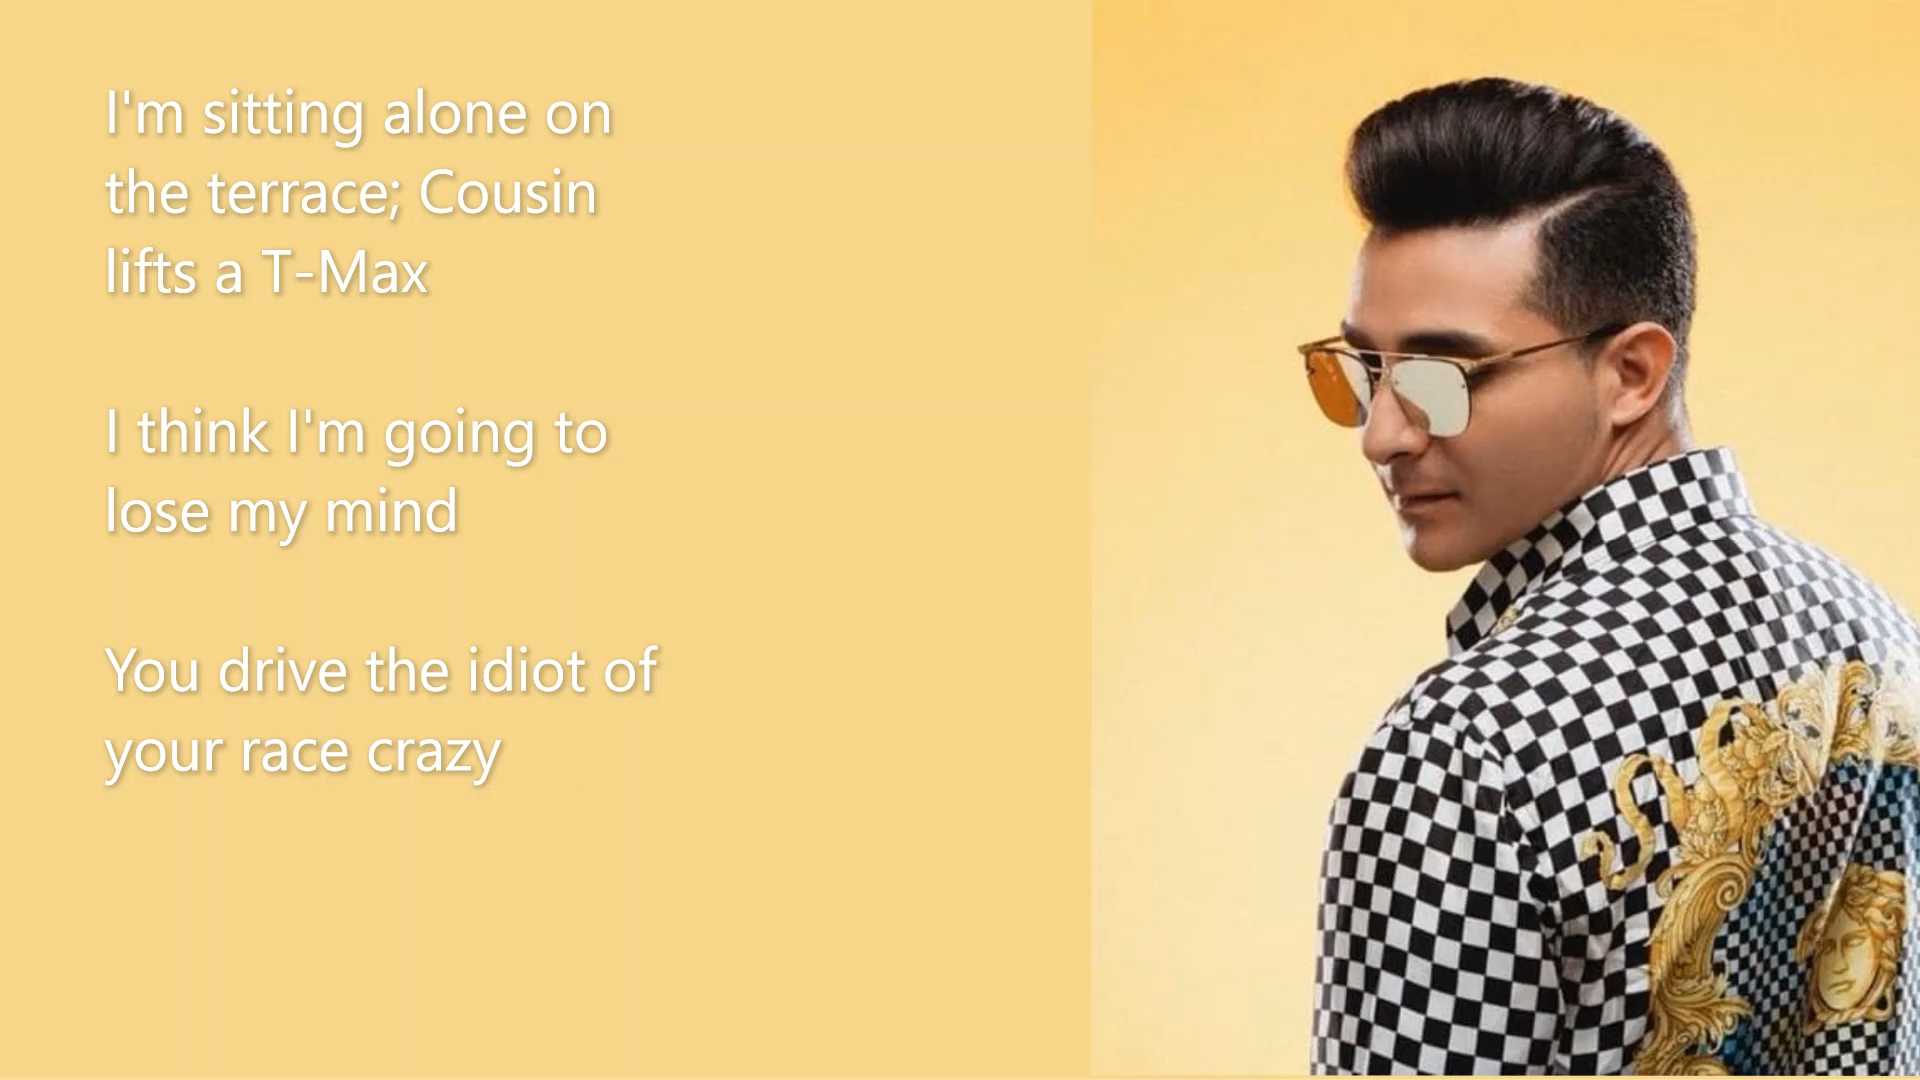 I'm sitting alone on
the terrace; Cousin
lifts a T-Max
I think I'm going to
lose my mind
You drive the idiot of
your race crazy